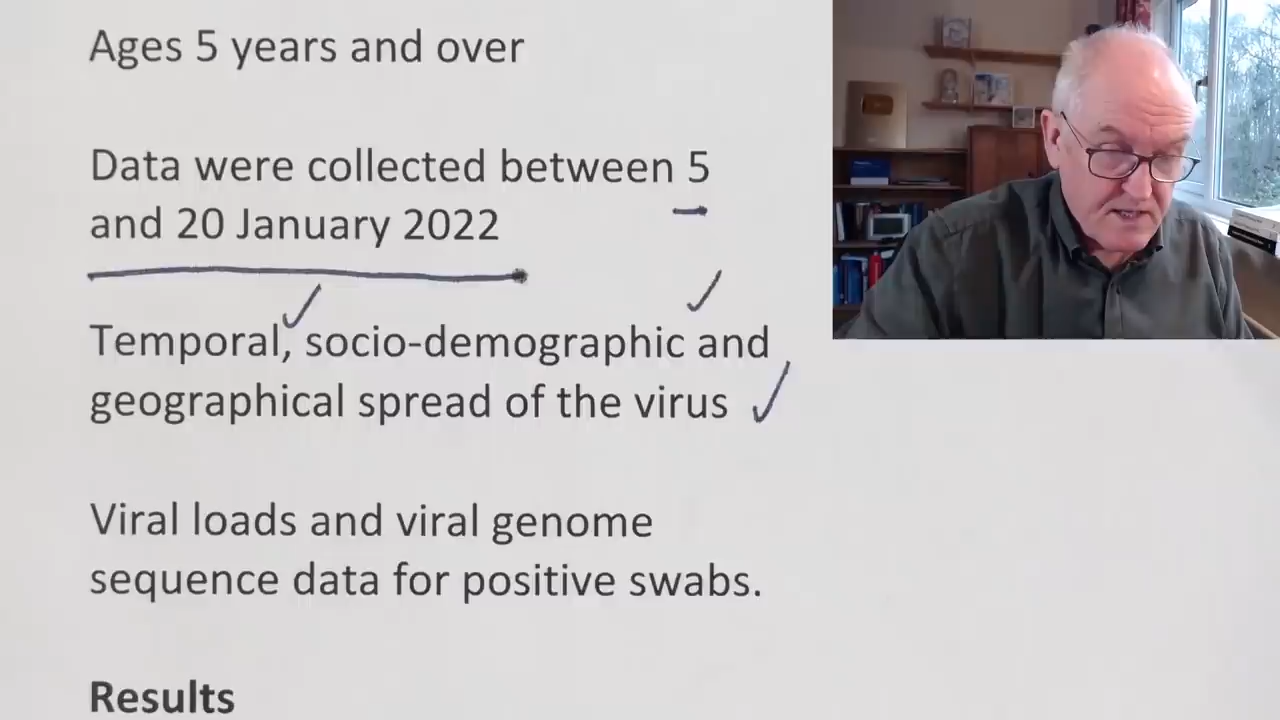 Ages 5 years and over
Data were collected between 5
and 20 January 2022
Temporal, socio-demographic and
geographical spread of the virus
Viral loads and viral genome
sequence data for positive swabs.
Results